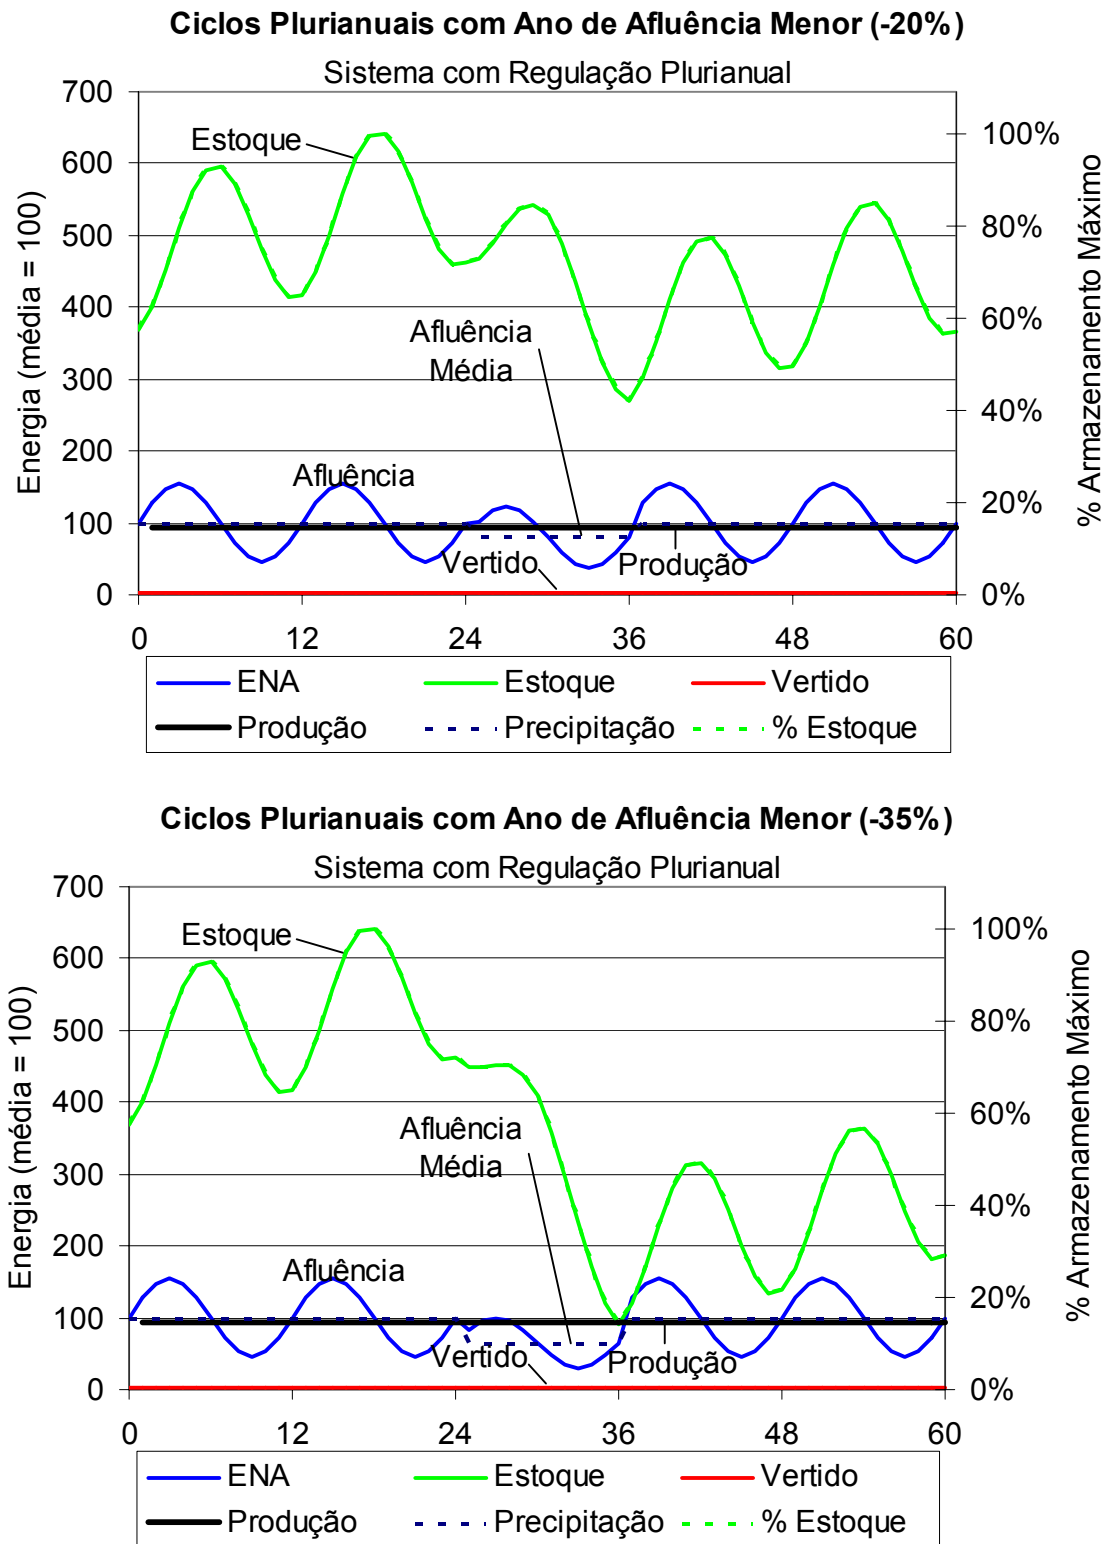 Ciclos Plurianuais com Ano de Afluência Menor (-20%)
Sistema com Regulação Plurianual
Energia (média = 100)
700
600
500
400
300
200
100
0
% Armazenamento Máximo
100%
80%
60%
40%
20%
0%
Estoque
Afluência
Média
Afluência
Vertido
Produção
0 12 24 36 48 60
ENA Estoque Vertido
Produção Precipitação % Estoque
Ciclos Plurianuais com Ano de Afluência Menor (-35%)
Sistema com Regulação Plurianual
Energia (média = 100)
700
600
500
400
300
200
100
0
% Armazenamento Máximo
100%
80%
60%
40%
20%
0%
Estoque
Afluência
Média
Afluência
Vertido
Produção
0 12 24 36 48 60
ENA Estoque Vertido
Produção Precipitação % Estoque